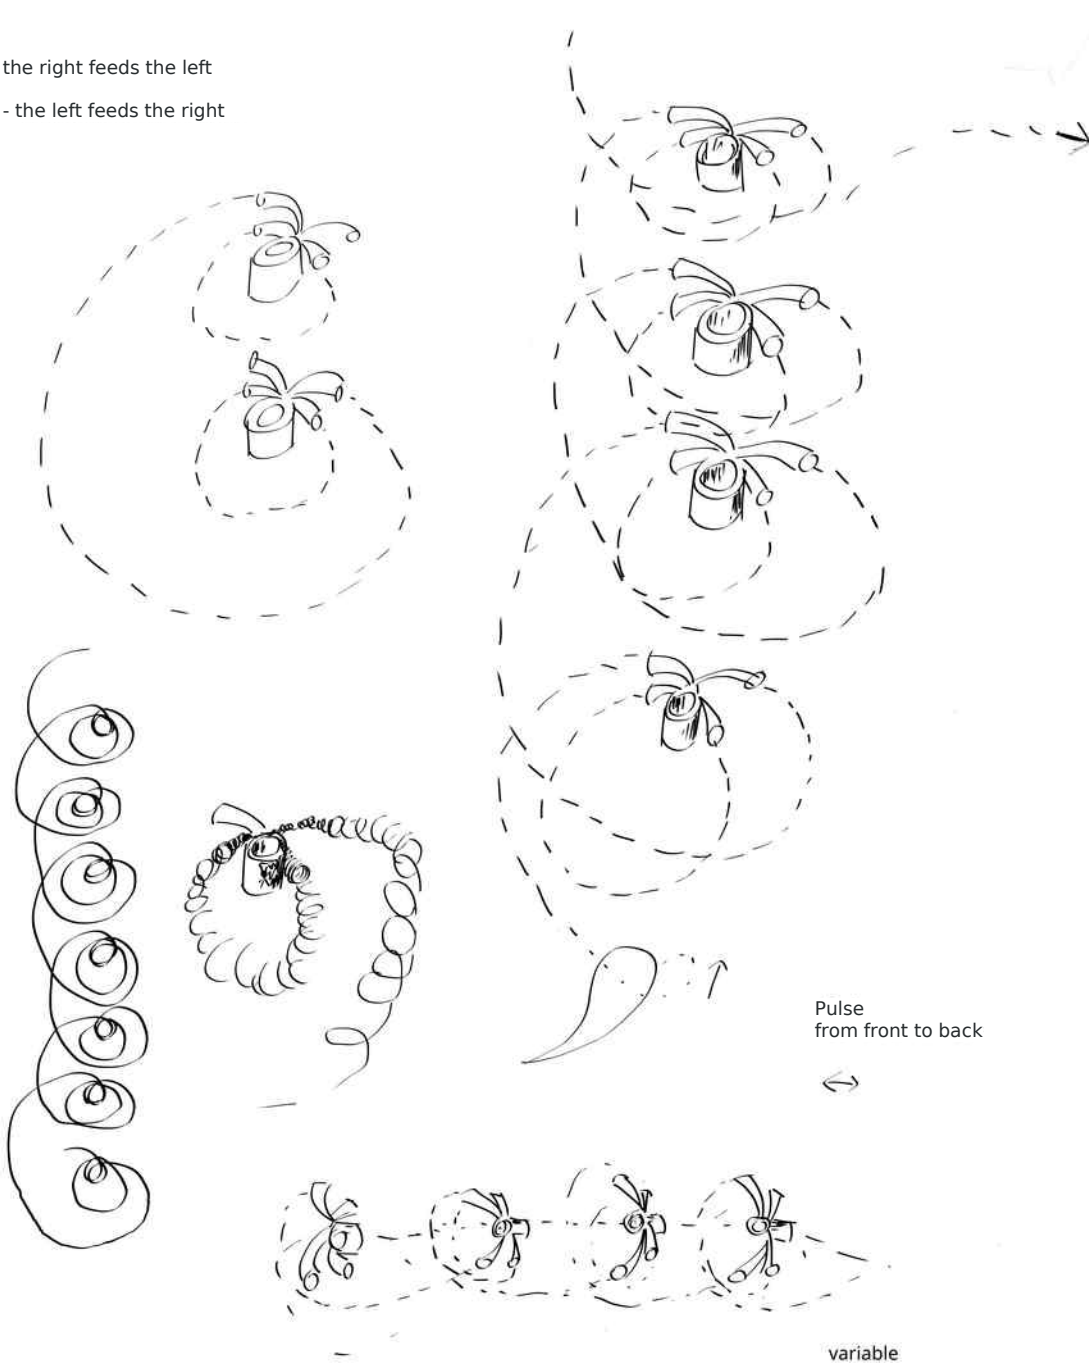 the right feeds the left
- the left feeds the right
Pulse
from front to back
variable